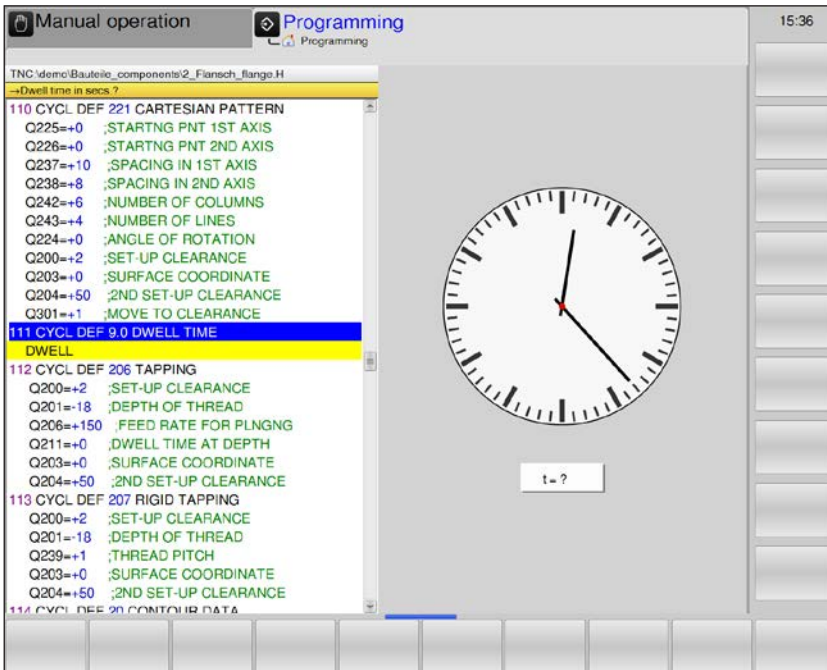 Manual operation
Programming
15:36
Programming
TNC:\demo\Bauteile_components\2_Flansch_flange.H
→Dwell time in secs.?
110 CYCL DEF 221 CARTESIAN PATTERN
Q225=+0 ;STARTNG PNT 1ST AXIS
Q226=+0 ;STARTNG PNT 2ND AXIS
Q237=+10 ;SPACING IN 1ST AXIS
Q238=+8 ;SPACING IN 2ND AXIS
Q242=+6 ;NUMBER OF COLUMNS
Q243=+4 ;NUMBER OF LINES
Q224=+0 ;ANGLE OF ROTATION
Q200=+2 ;SET-UP CLEARANCE
Q203=+0 ;SURFACE COORDINATE
Q204=+50 ;2ND SET-UP CLEARANCE
Q301=+1 ;MOVE TO CLEARANCE
111 CYCL DEF 9.0 DWELL TIME
DWELL
112 CYCL DEF 206 TAPPING
Q200=+2 ;SET-UP CLEARANCE
Q201=-18 ;DEPTH OF THREAD
Q206=+150 ;FEED RATE FOR PLNGNG
Q211=+0 ;DWELL TIME AT DEPTH
Q203=+0 ;SURFACE COORDINATE
Q204=+50 ;2ND SET-UP CLEARANCE
113 CYCL DEF 207 RIGID TAPPING
Q200=+2 ;SET-UP CLEARANCE
Q201=-18 ;DEPTH OF THREAD
Q239=+1 ;THREAD PITCH
Q203=+0 ;SURFACE COORDINATE
Q204=+50 ;2ND SET-UP CLEARANCE
114 CYCL DEF 20 CONTOUR DATA
t = ?